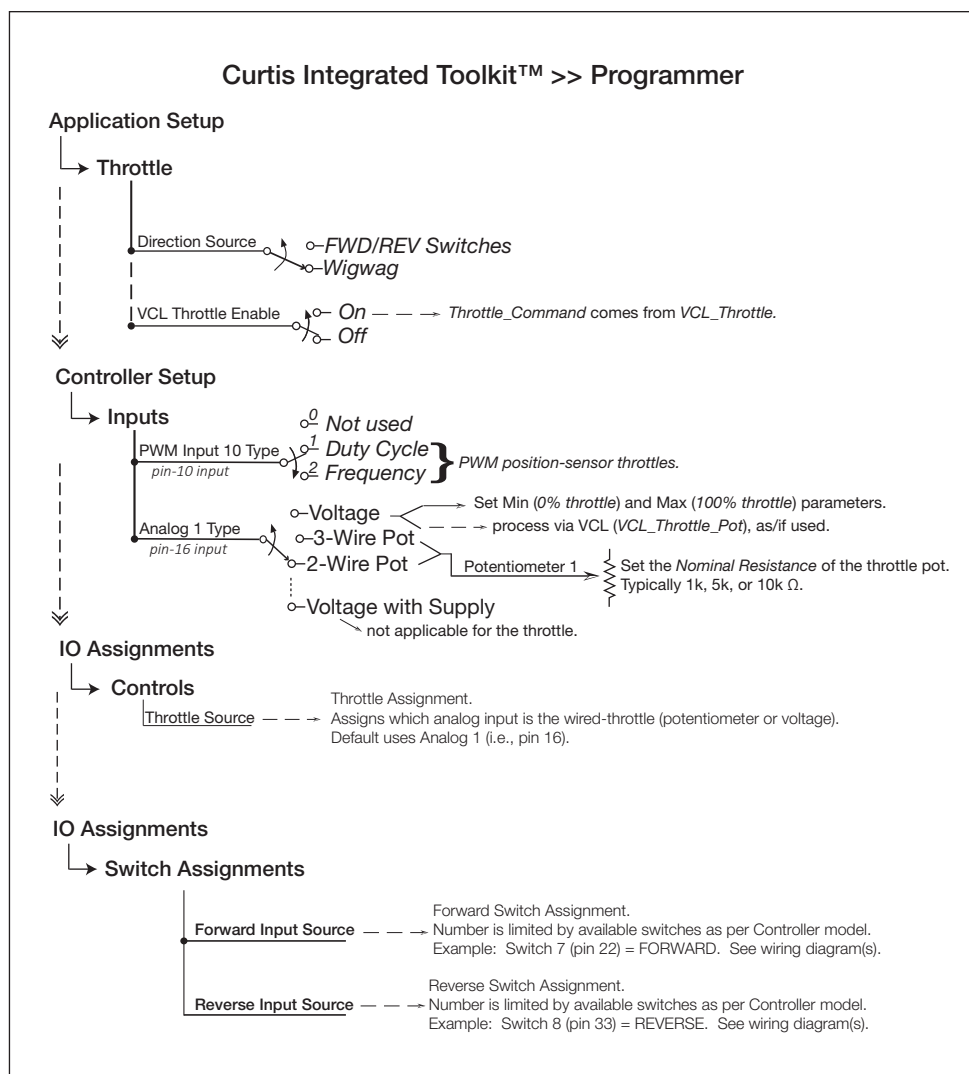 Curtis Integrated Toolkit™ >> Programmer
Application Setup
Throttle
Direction Source
FWD/REV Switches
Wigwag
VCL Throttle Enable
On
Throttle_Command comes from VCL_Throttle.
Off
Controller Setup
Inputs
0 Not used
PWM Input 10 Type
pin-10 input
1 Duty Cycle
2 Frequency
} PWM position-sensor throttles.
Analog 1 Type
pin-16 input
Voltage
Set Min (0% throttle) and Max (100% throttle) parameters.
process via VCL (VCL_Throttle_Pot), as/if used.
3-Wire Pot
2-Wire Pot
Potentiometer 1
Set the Nominal Resistance of the throttle pot.
Typically 1k, 5k, or 10k Ω.
Voltage with Supply
not applicable for the throttle.
IO Assignments
Controls
Throttle Source
Throttle Assignment.
Assigns which analog input is the wired-throttle (potentiometer or voltage).
Default uses Analog 1 (i.e., pin 16).
IO Assignments
Switch Assignments
Forward Input Source
Forward Switch Assignment.
Number is limited by available switches as per Controller model.
Example: Switch 7 (pin 22) = FORWARD. See wiring diagram(s).
Reverse Input Source
Reverse Switch Assignment.
Number is limited by available switches as per Controller model.
Example: Switch 8 (pin 33) = REVERSE. See wiring diagram(s).